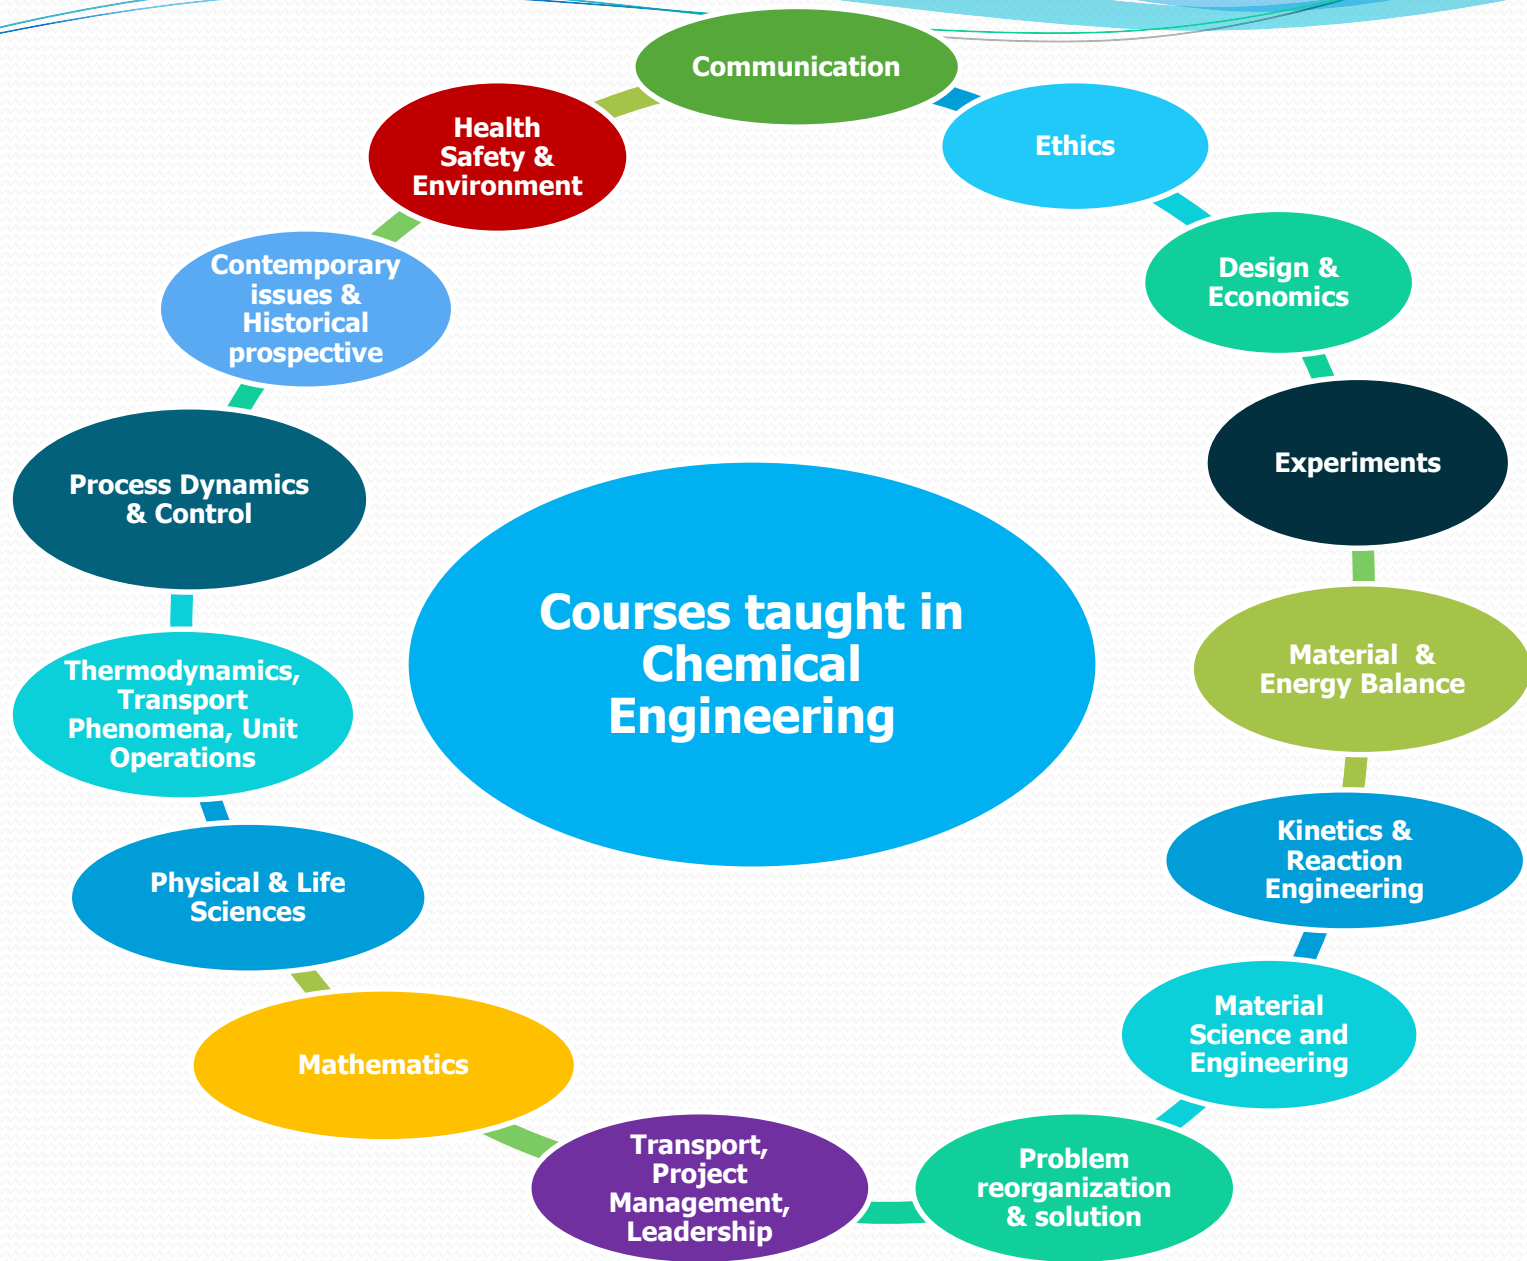 Communication
Ethics
Design &
Economics
Experiments
Material  &
Energy Balance
Kinetics &
Reaction
Engineering
Material
Science and
Engineering
Problem
reorganization
& solution
Transport,
Project
Management,
Leadership
Mathematics
Physical & Life
Sciences
Thermodynamics,
Transport
Phenomena, Unit
Operations
Process Dynamics
& Control
Contemporary
issues &
Historical
prospective
Health
Safety &
Environment
Courses taught in
Chemical
Engineering